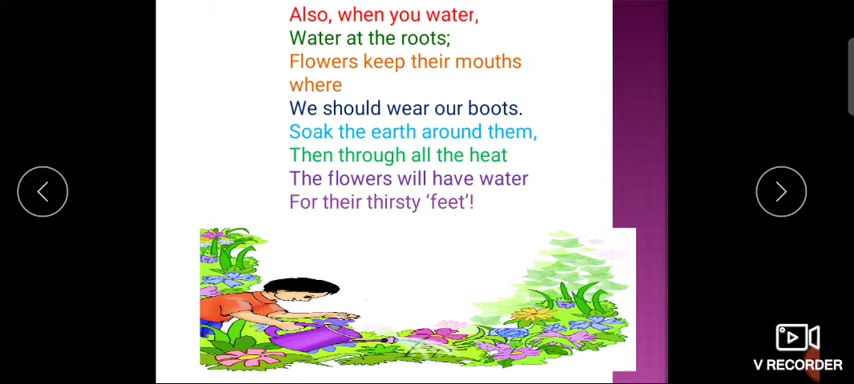 Also, when you water,
Water at the roots;
Flowers keep their mouths
where
We should wear our boots.
Soak the earth around them,
Then through all the heat
The flowers will have water
For their thirsty ‘feet’!
V RECORDER